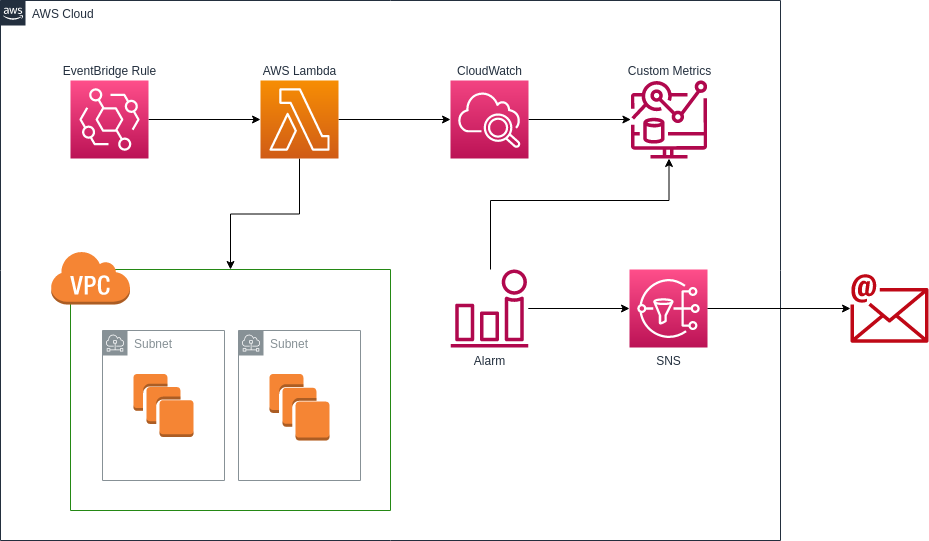 aws
AWS Cloud
EventBridge Rule
AWS Lambda
CloudWatch
Custom Metrics
VPC
Subnet
Subnet
Alarm
SNS
@